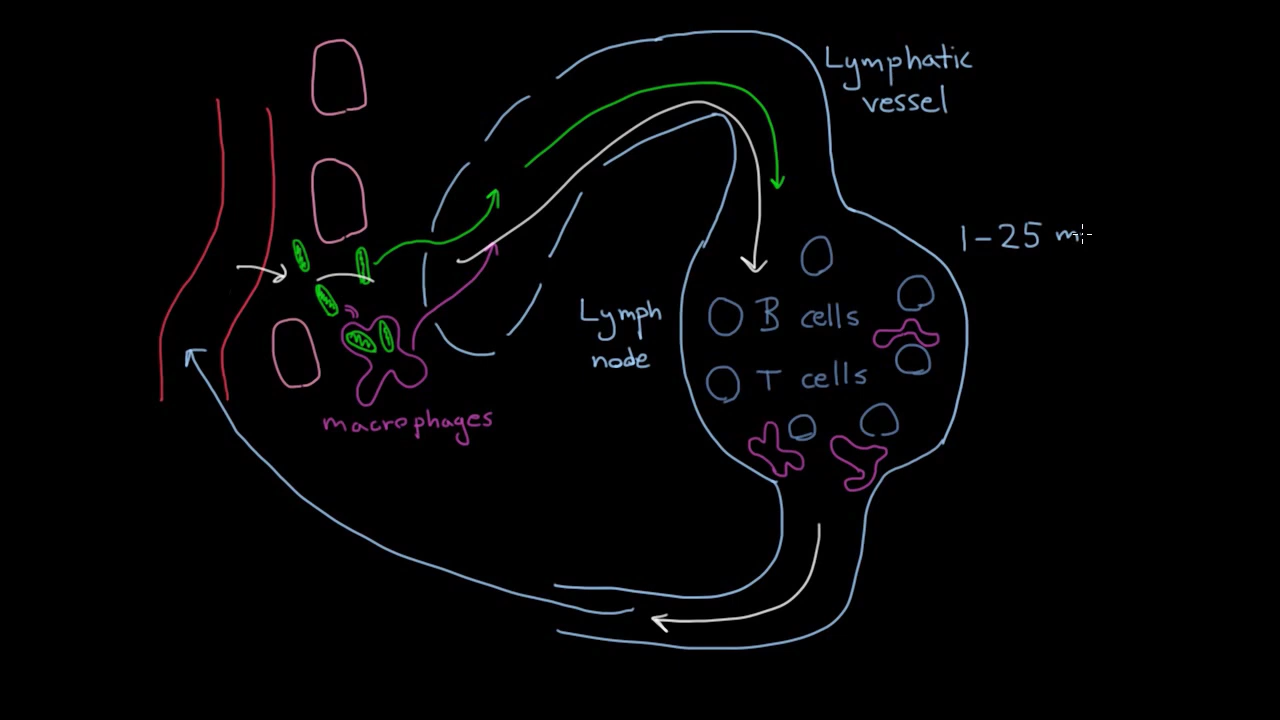 Lymphatic
vessel
1-25 m
Lymph
node
B cells
T cells
macrophages